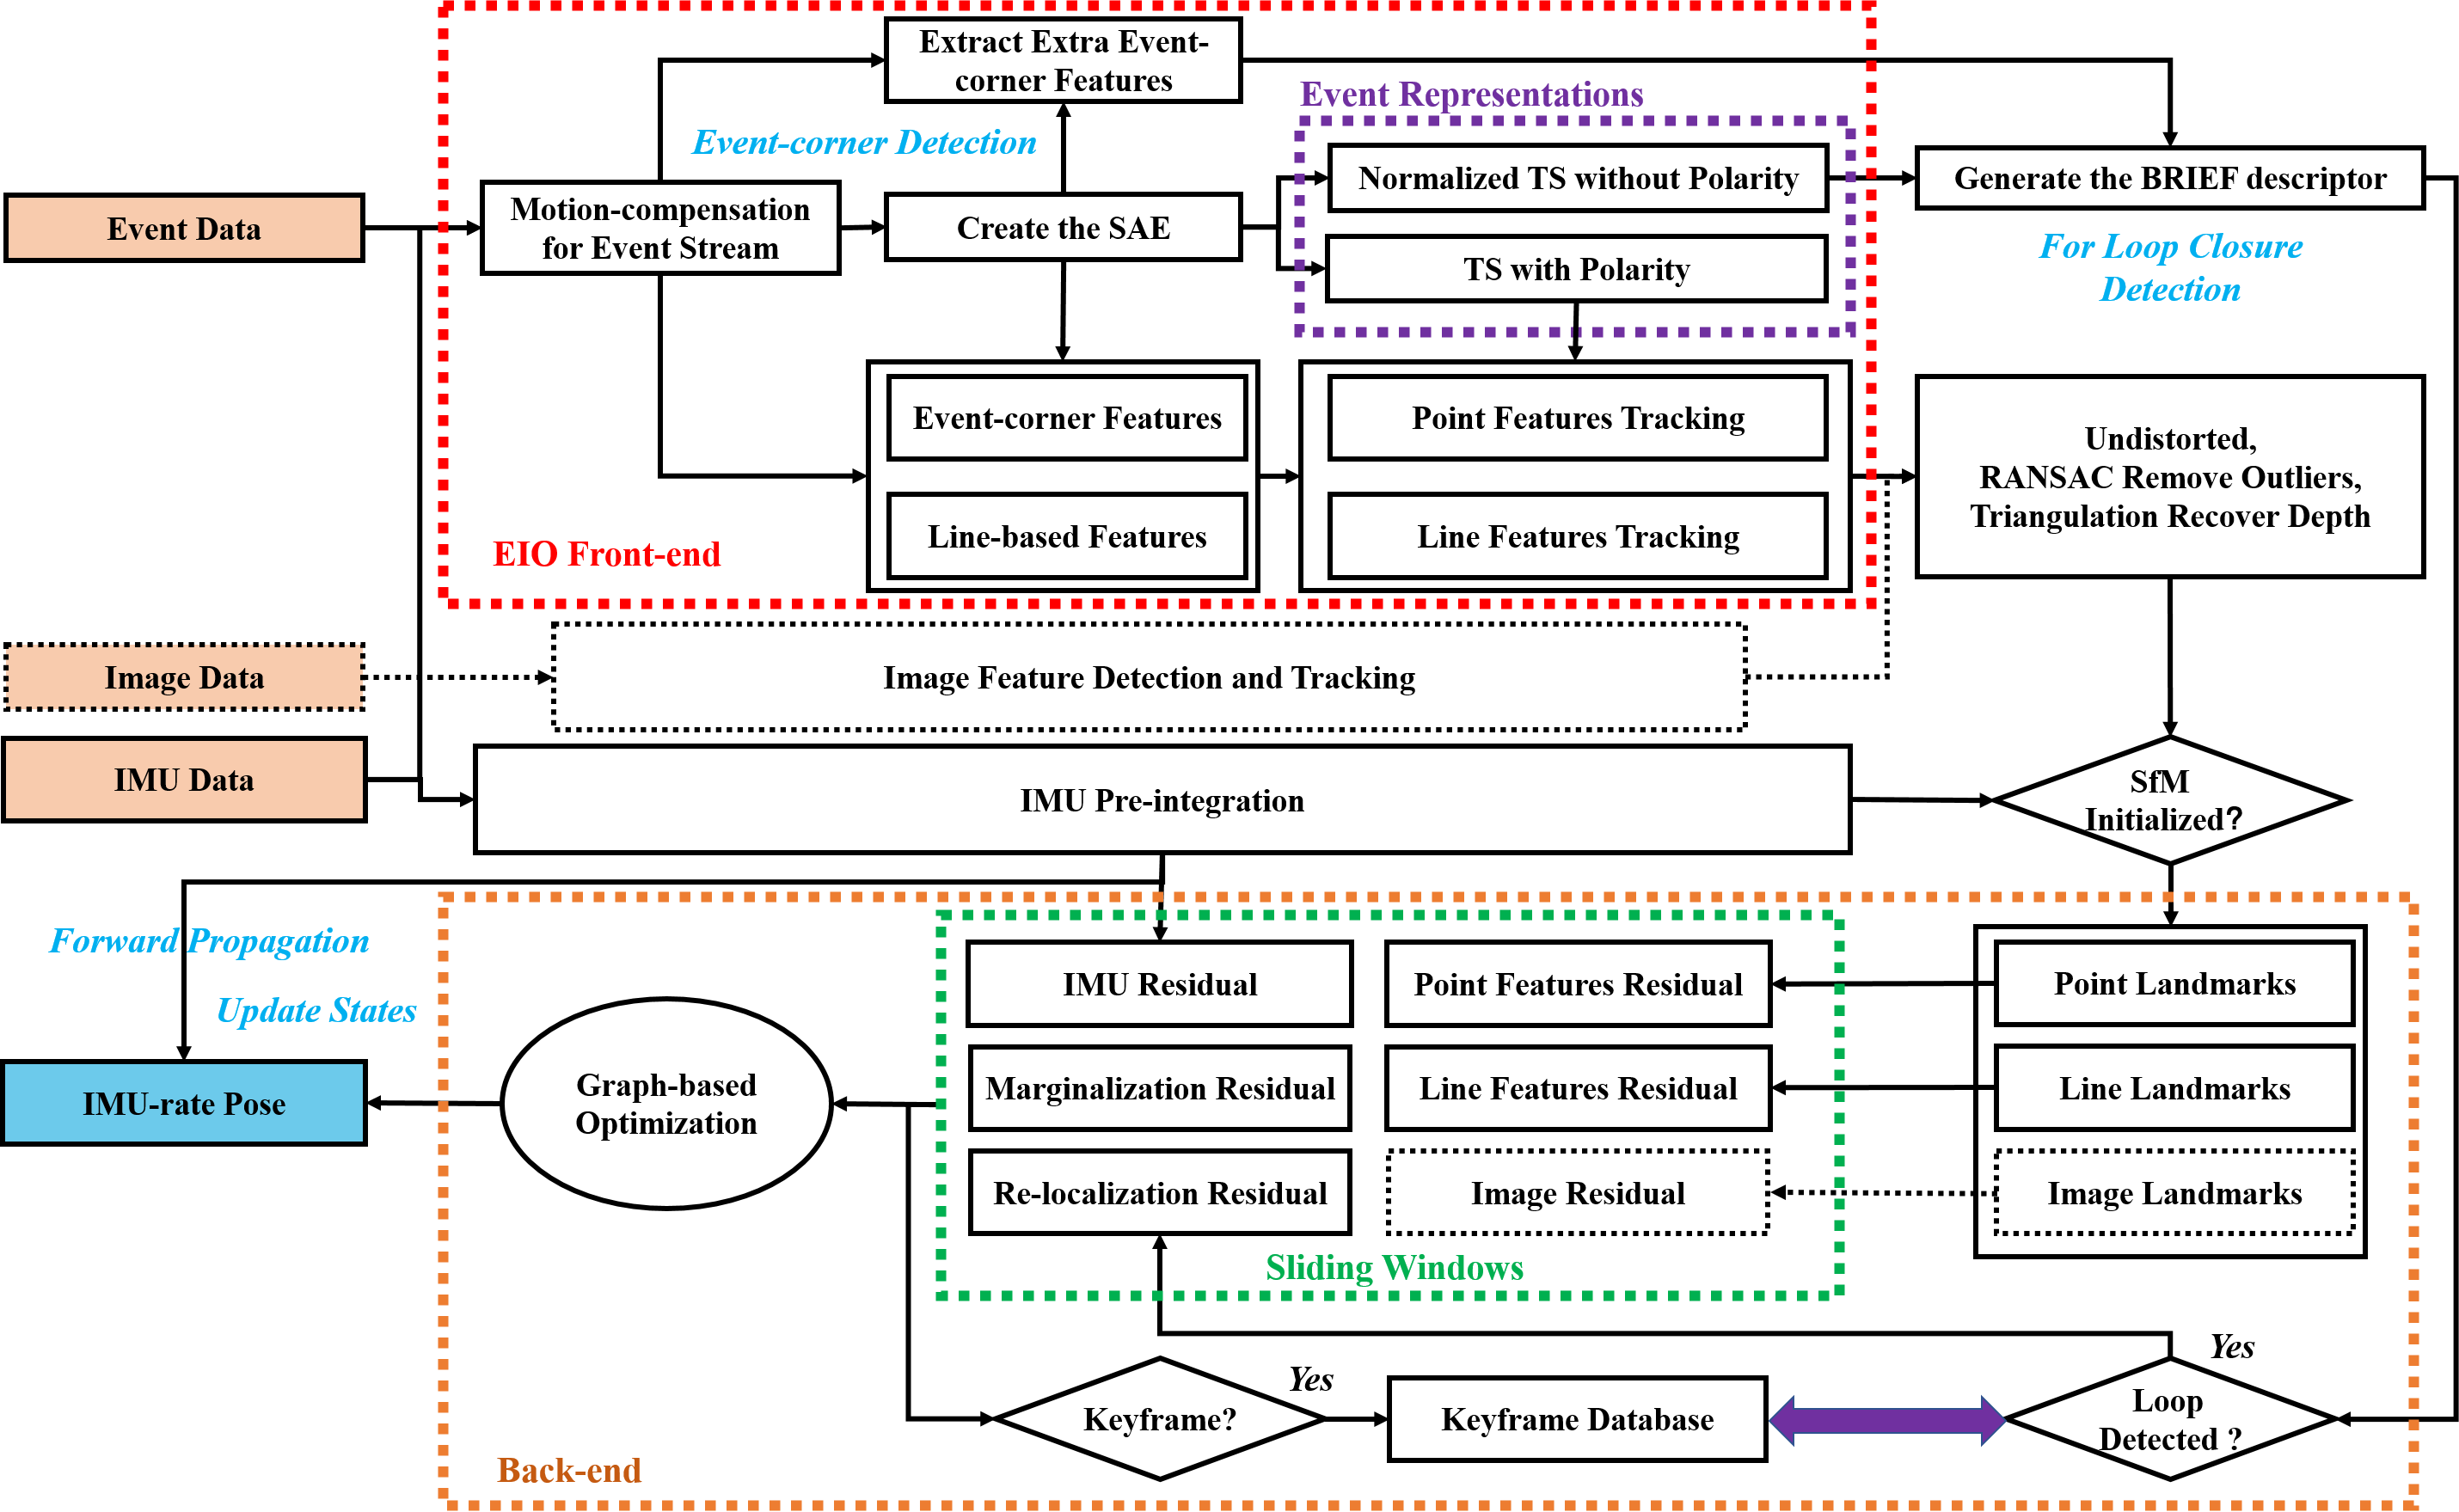 Extract Extra Event-
corner Features
Event Representations
Event-corner Detection
Normalized TS without Polarity
Generate the BRIEF descriptor
Event Data
Motion-compensation
for Event Stream
Create the SAE
TS with Polarity
For Loop Closure
Detection
Event-corner Features
Point Features Tracking
Undistorted,
RANSAC Remove Outliers,
Triangulation Recover Depth
Line-based Features
Line Features Tracking
EIO Front-end
Image Data
Image Feature Detection and Tracking
IMU Data
IMU Pre-integration
SfM
Initialized?
Forward Propagation
Update States
IMU Residual
Point Features Residual
Point Landmarks
IMU-rate Pose
Graph-based
Optimization
Marginalization Residual
Line Features Residual
Line Landmarks
Re-localization Residual
Image Residual
Image Landmarks
Sliding Windows
Yes
Yes
Keyframe?
Keyframe Database
Loop
Detected ?
Back-end